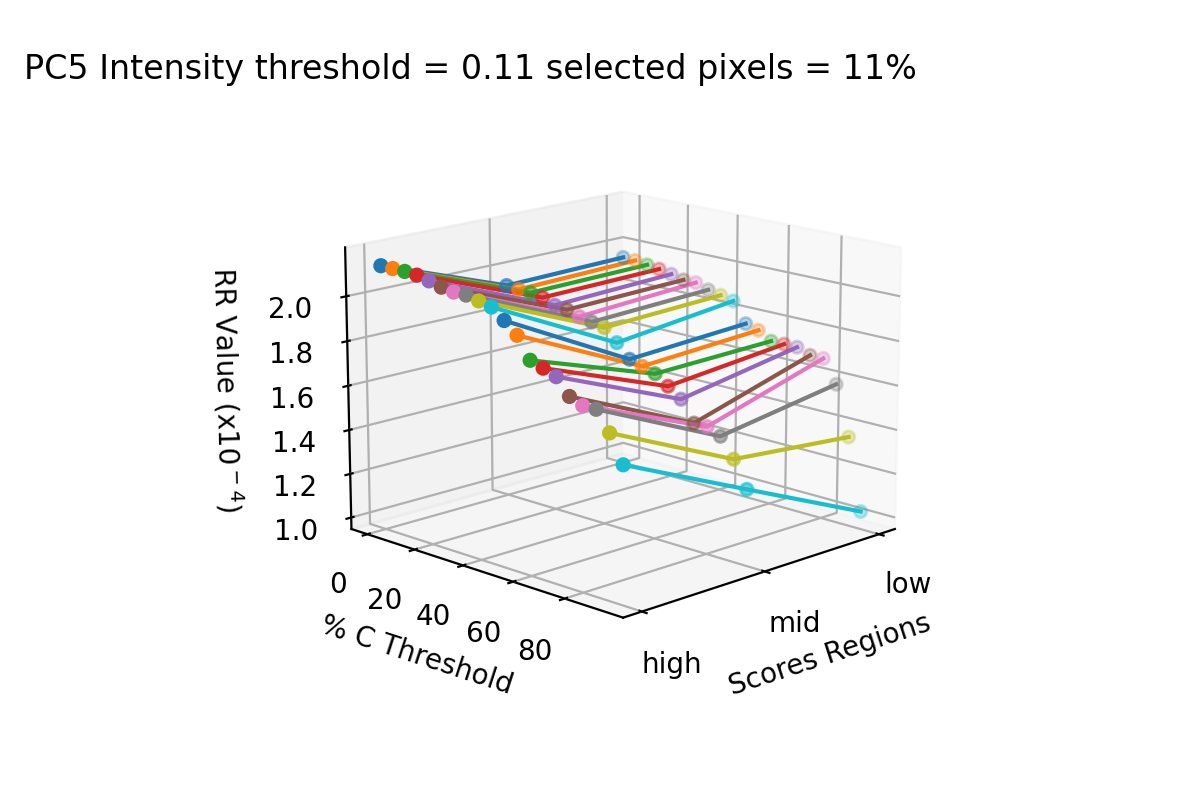 PC5 Intensity threshold = 0.11 selected pixels = 11%
RR Value (x10⁻⁴)
2.0
1.8
1.6
1.4
1.2
1.0
0
20
40
60
80
% C Threshold
high
mid
low
Scores Regions